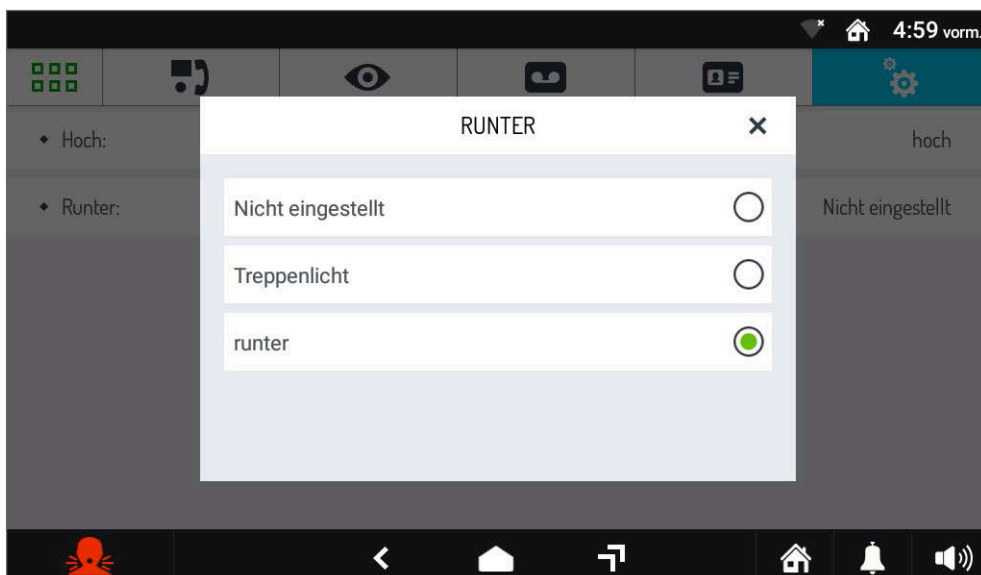 4:59 vorm.
RUNTER
Hoch: hoch
Runter: Nicht eingestellt
Nicht eingestellt
Treppenlicht
runter